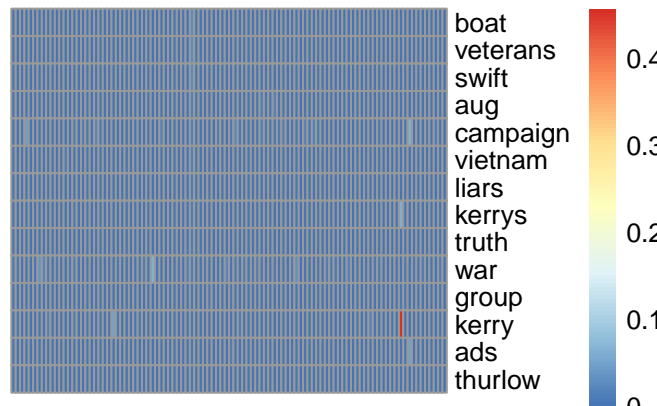 boat
veterans
swift
aug
campaign
vietnam
liars
kerrys
truth
war
group
kerry
ads
thurlow
0.4
0.3
0.2
0.1
0